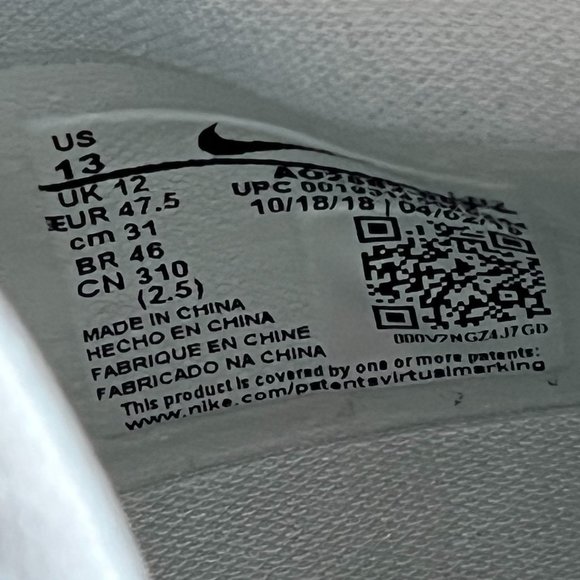 US
13
UK 12
EUR 47.5
cm 31
BR 46
CN 310
(2.5)
UPC
10/18/18
MADE IN CHINA
HECHO EN CHINA
FABRIQUE EN CHINE
FABRICADO NA CHINA
This product is covered by one or more patents:
www.nike.com/patentsvirtualmarking